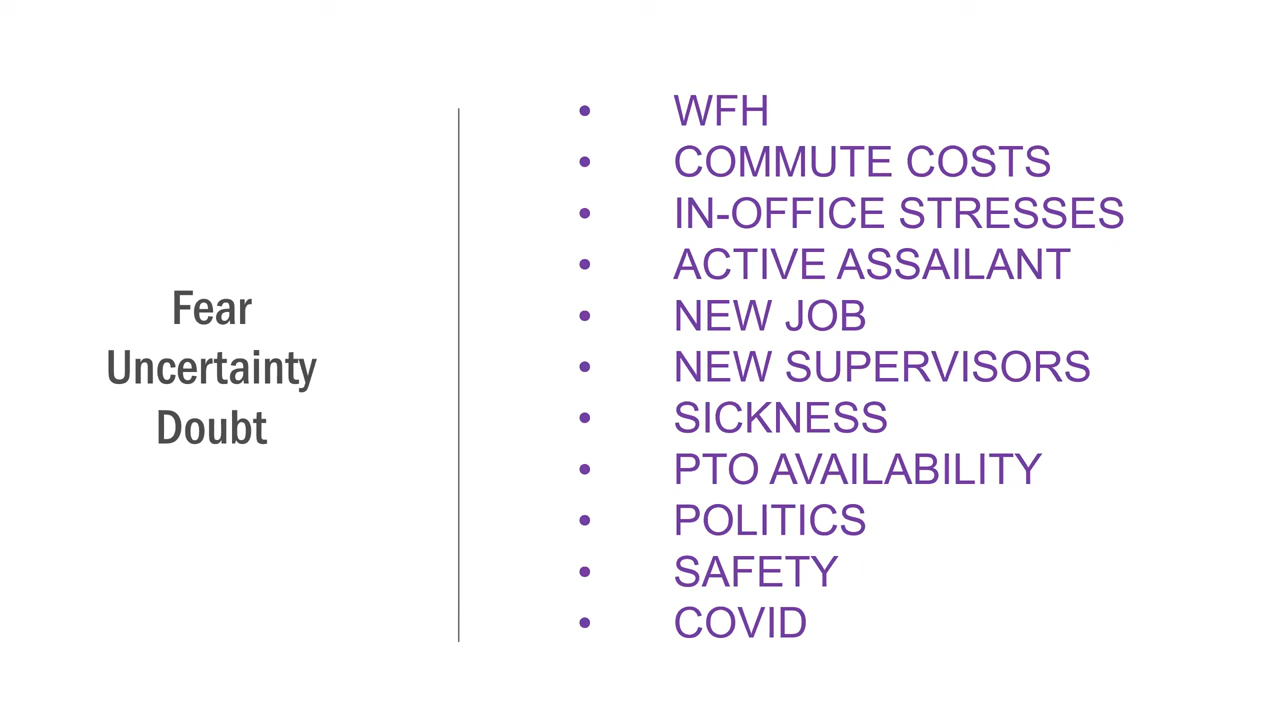 Fear
Uncertainty
Doubt
• WFH
• COMMUTE COSTS
• IN-OFFICE STRESSES
• ACTIVE ASSAILANT
• NEW JOB
• NEW SUPERVISORS
• SICKNESS
• PTO AVAILABILITY
• POLITICS
• SAFETY
• COVID